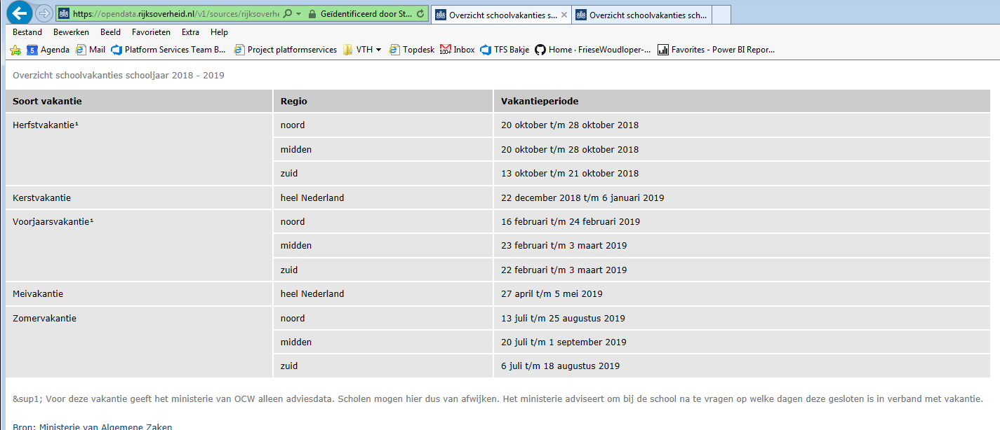 https://opendata.rijksoverheid.nl/v1/sources/rijksoverhe Geïdentificeerd door St... Overzicht schoolvakanties s... Overzicht schoolvakanties sch...
Bestand Bewerken Beeld Favorieten Extra Help
5 Agenda Mail Platform Services Team B... Project platformservices VTH Topdesk 100+ Inbox TFS Bakje Home · FrieseWoudloper-... Favorites - Power BI Repor...
Overzicht schoolvakanties schooljaar 2018 - 2019
Soort vakantie Regio Vakantieperiode
Herfstvakantie¹ noord 20 oktober t/m 28 oktober 2018
midden 20 oktober t/m 28 oktober 2018
zuid 13 oktober t/m 21 oktober 2018
Kerstvakantie heel Nederland 22 december 2018 t/m 6 januari 2019
Voorjaarsvakantie¹ noord 16 februari t/m 24 februari 2019
midden 23 februari t/m 3 maart 2019
zuid 22 februari t/m 3 maart 2019
Meivakantie heel Nederland 27 april t/m 5 mei 2019
Zomervakantie noord 13 juli t/m 25 augustus 2019
midden 20 juli t/m 1 september 2019
zuid 6 juli t/m 18 augustus 2019
&sup1; Voor deze vakantie geeft het ministerie van OCW alleen adviesdata. Scholen mogen hier dus van afwijken. Het ministerie adviseert om bij de school na te vragen op welke dagen deze gesloten is in verband met vakantie.
Bron: Ministerie van Algemene Zaken